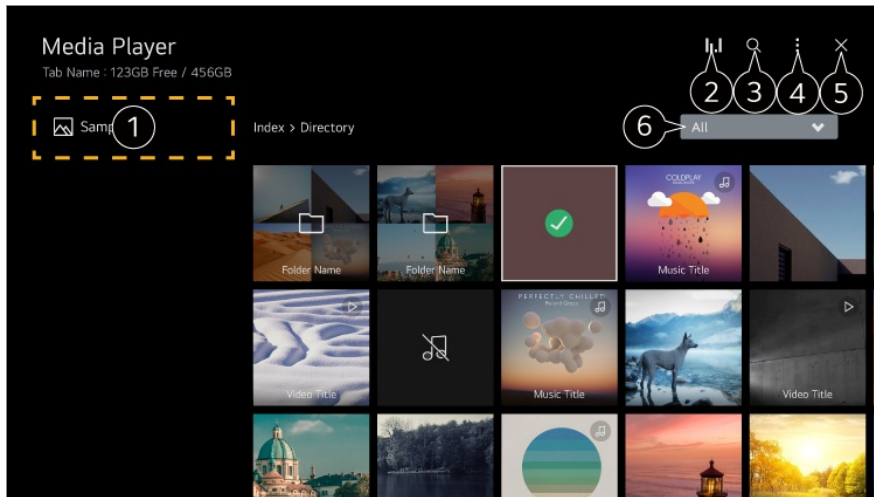 Media Player
Tab Name : 123GB Free / 456GB
2 3 4 5
1
Index > Directory
6
All
Folder Name
Folder Name
COLDPLAY
Music Title
Video Title
PERFECTLY CHILLED
Music Title
Video Title